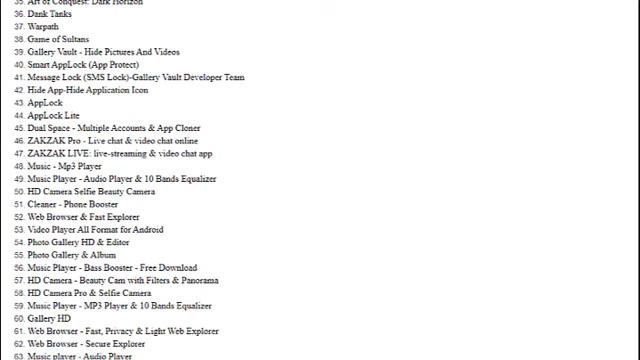 35. Art of Conquest: Dark Horizon
36. Dank Tanks
37. Warpath
38. Game of Sultans
39. Gallery Vault - Hide Pictures And Videos
40. Smart AppLock (App Protect)
41. Message Lock (SMS Lock)-Gallery Vault Developer Team
42. Hide App-Hide Application Icon
43. AppLock
44. AppLock Lite
45. Dual Space - Multiple Accounts & App Cloner
46. ZAKZAK Pro - Live chat & video chat online
47. ZAKZAK LIVE: live-streaming & video chat app
48. Music - Mp3 Player
49. Music Player - Audio Player & 10 Bands Equalizer
50. HD Camera Selfie Beauty Camera
51. Cleaner - Phone Booster
52. Web Browser & Fast Explorer
53. Video Player All Format for Android
54. Photo Gallery HD & Editor
55. Photo Gallery & Album
56. Music Player - Bass Booster - Free Download
57. HD Camera - Beauty Cam with Filters & Panorama
58. HD Camera Pro & Selfie Camera
59. Music Player - MP3 Player & 10 Bands Equalizer
60. Gallery HD
61. Web Browser - Fast, Privacy & Light Web Explorer
62. Web Browser - Secure Explorer
63. Music player - Audio Player